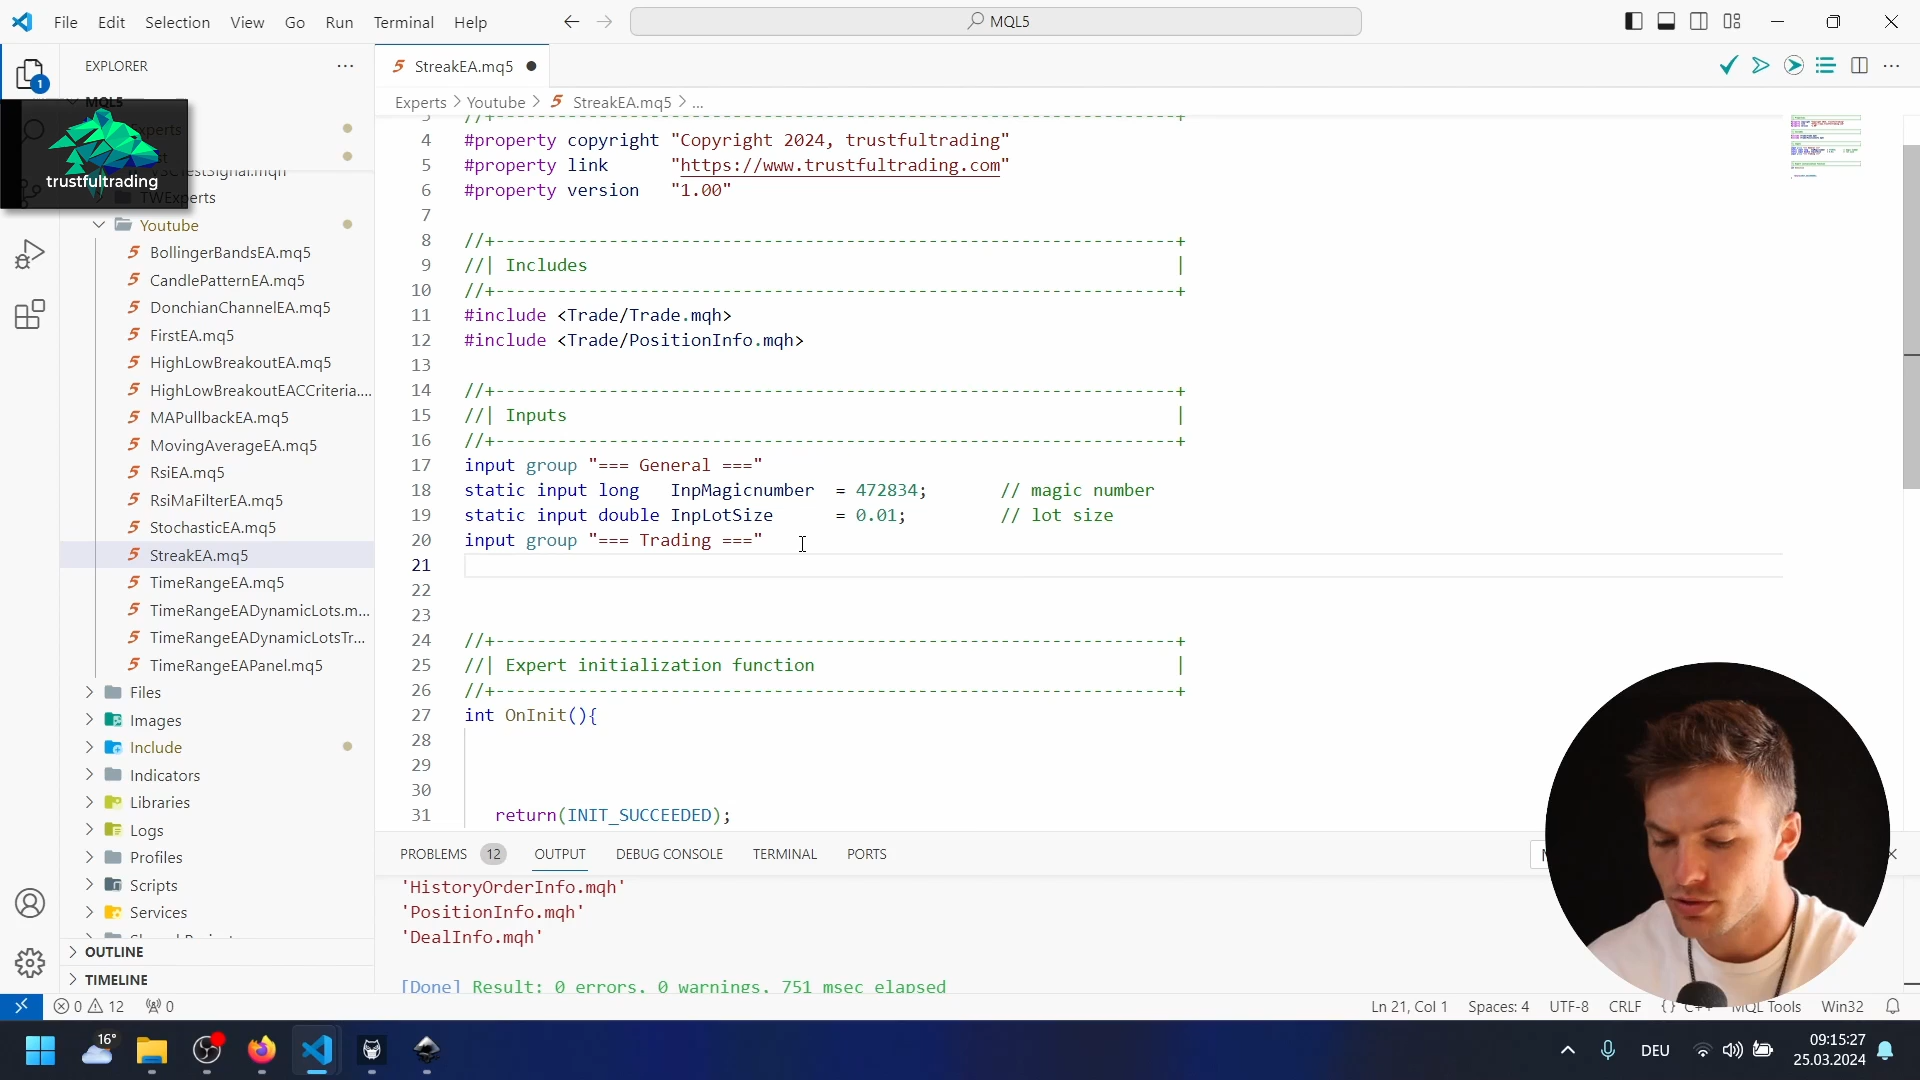 File Edit Selection View Go Run Terminal Help
MQL5
EXPLORER
StreakEA.mq5
Experts > Youtube > StreakEA.mq5 > ...
MQL5
trustfultrading
TWExperts
Youtube
BollingerBandsEA.mq5
CandlePatternEA.mq5
DonchianChannelEA.mq5
FirstEA.mq5
HighLowBreakoutEA.mq5
HighLowBreakoutEACCriteria....
MAPullbackEA.mq5
MovingAverageEA.mq5
RsiEA.mq5
RsiMaFilterEA.mq5
StochasticEA.mq5
StreakEA.mq5
TimeRangeEA.mq5
TimeRangeEADynamicLots.m...
TimeRangeEADynamicLotsTr...
TimeRangeEAPanel.mq5
Files
Images
Include
Indicators
Libraries
Logs
Profiles
Scripts
Services
OUTLINE
TIMELINE
4 #property copyright "Copyright 2024, trustfultrading"
5 #property link "https://www.trustfultrading.com"
6 #property version "1.00"
7
8 //+------------------------------------------------------------------+
9 //| Includes |
10 //+------------------------------------------------------------------+
11 #include <Trade/Trade.mqh>
12 #include <Trade/PositionInfo.mqh>
13
14 //+------------------------------------------------------------------+
15 //| Inputs |
16 //+------------------------------------------------------------------+
17 input group "=== General ==="
18 static input long InpMagicnumber = 472834; // magic number
19 static input double InpLotSize = 0.01; // lot size
20 input group "=== Trading ==="
21
22
23
24 //+------------------------------------------------------------------+
25 //| Expert initialization function |
26 //+------------------------------------------------------------------+
27 int OnInit(){
28
29
30
31 return(INIT_SUCCEEDED);
PROBLEMS 12 OUTPUT DEBUG CONSOLE TERMINAL PORTS
'HistoryOrderInfo.mqh'
'PositionInfo.mqh'
'DealInfo.mqh'
[Done] Result: 0 errors, 0 warnings, 751 msec elapsed
0 12 0 Ln 21, Col 1 Spaces: 4 UTF-8 CRLF {} C++ MQL Tools Win32
16° DEU 09:15:27
25.03.2024